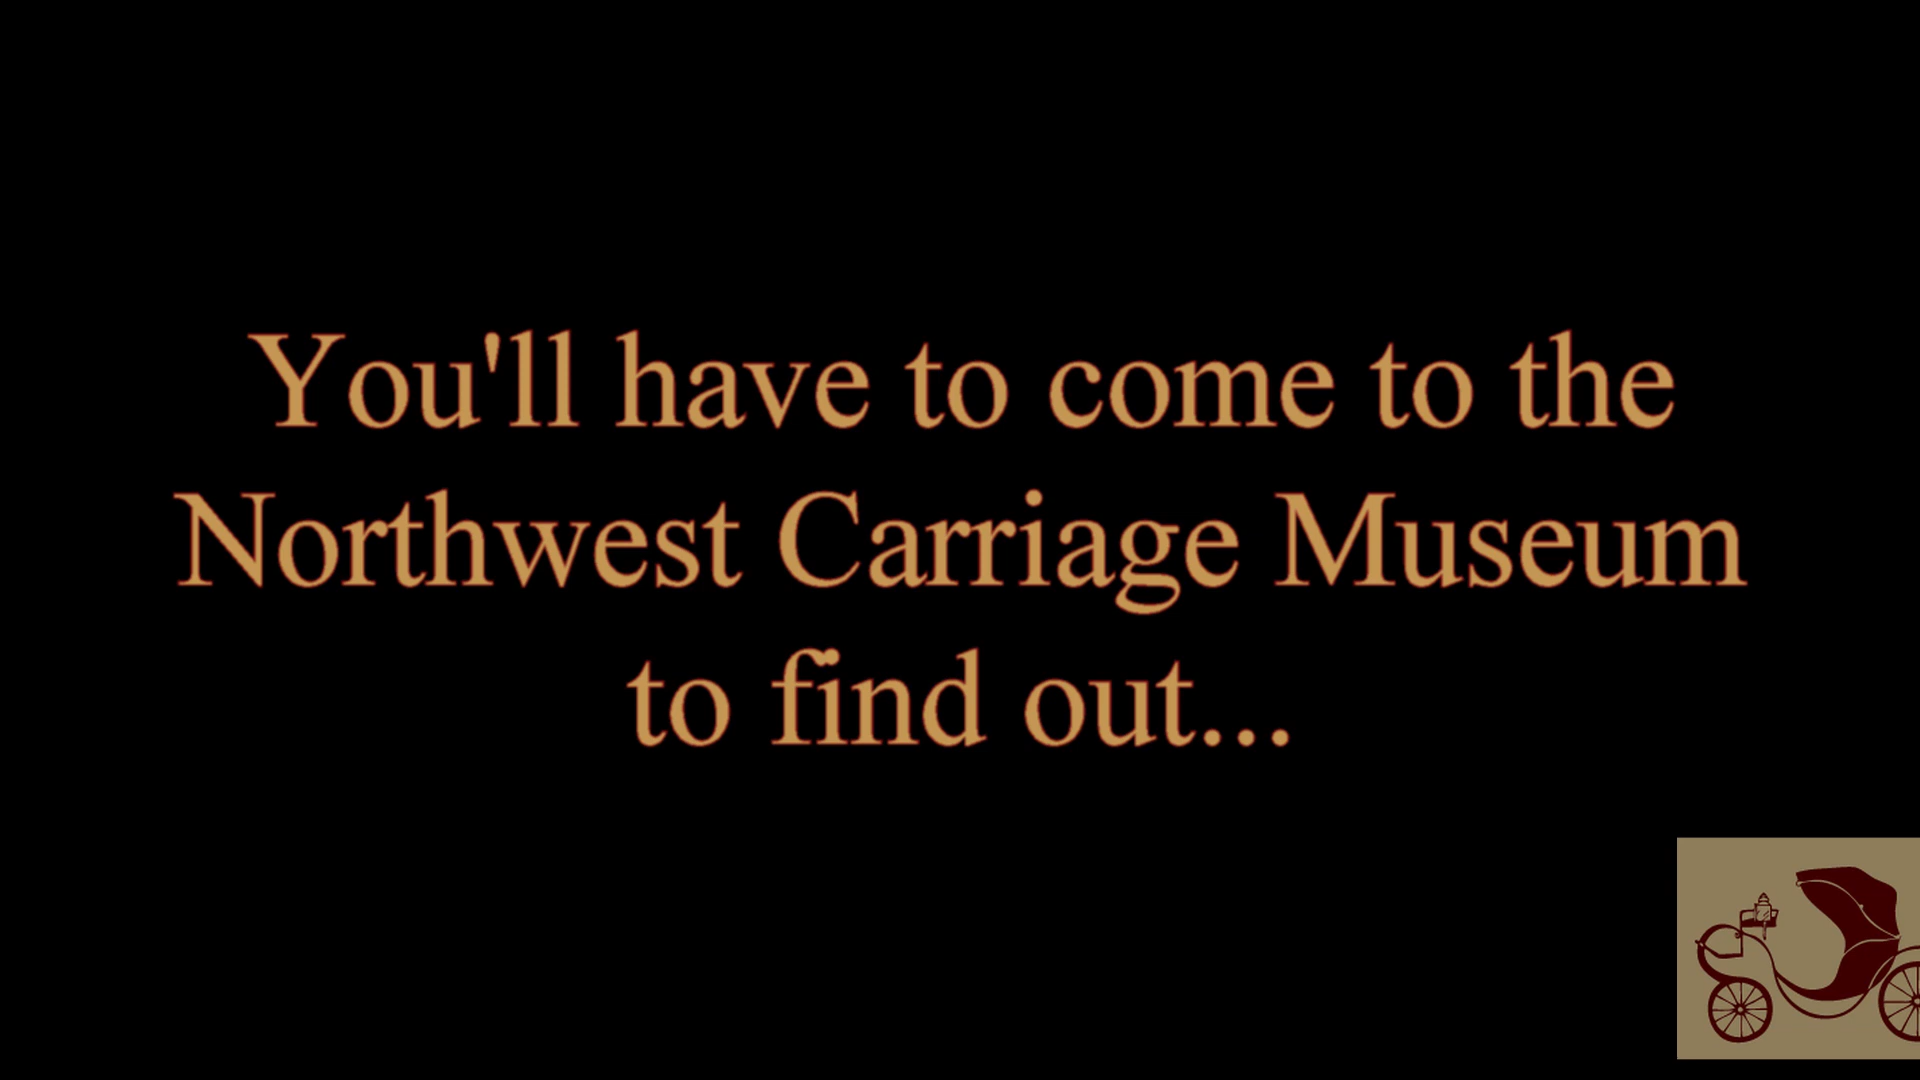 You'll have to come to the
Northwest Carriage Museum
to find out...